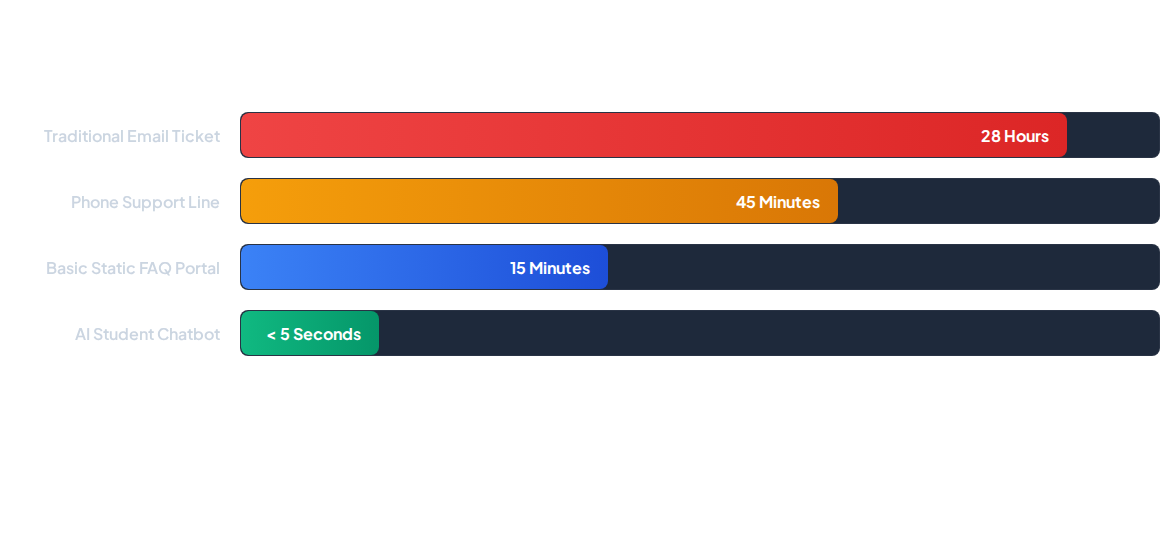 Traditional Email Ticket 28 Hours
Phone Support Line 45 Minutes
Basic Static FAQ Portal 15 Minutes
AI Student Chatbot < 5 Seconds